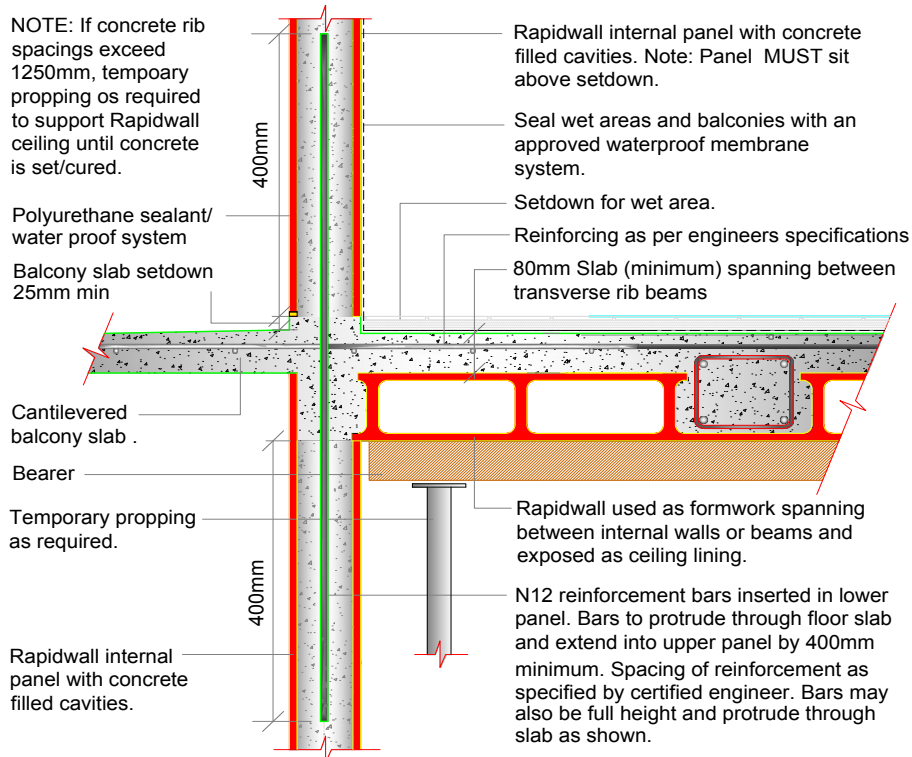 NOTE: If concrete rib
spacings exceed
1250mm, tempoary
propping os required
to support Rapidwall
ceiling until concrete
is set/cured.
400mm
Polyurethane sealant/
water proof system
Balcony slab setdown
25mm min
Cantilevered
balcony slab .
Bearer
Temporary propping
as required.
400mm
Rapidwall internal
panel with concrete
filled cavities.
Rapidwall internal panel with concrete
filled cavities. Note: Panel MUST sit
above setdown.
Seal wet areas and balconies with an
approved waterproof membrane
system.
Setdown for wet area.
Reinforcing as per engineers specifications
80mm Slab (minimum) spanning between
transverse rib beams
Rapidwall used as formwork spanning
between internal walls or beams and
exposed as ceiling lining.
N12 reinforcement bars inserted in lower
panel. Bars to protrude through floor slab
and extend into upper panel by 400mm
minimum. Spacing of reinforcement as
specified by certified engineer. Bars may
also be full height and protrude through
slab as shown.